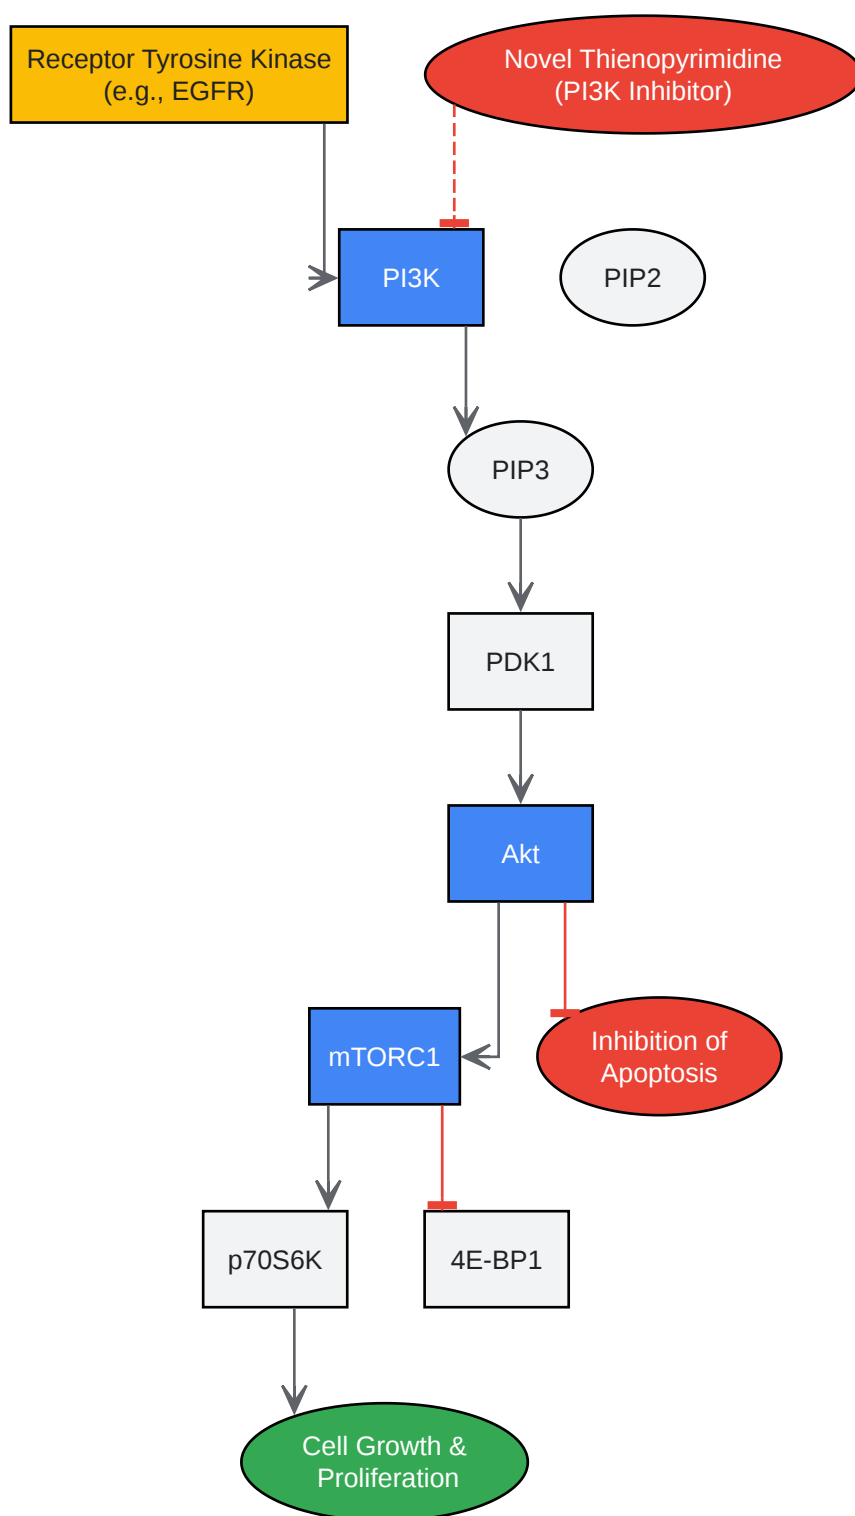 Receptor Tyrosine Kinase
(e.g., EGFR)
Novel Thienopyrimidine
(PI3K Inhibitor)
PI3K
PIP2
PIP3
PDK1
Akt
mTORC1
Inhibition of
Apoptosis
p70S6K
4E-BP1
Cell Growth &
Proliferation